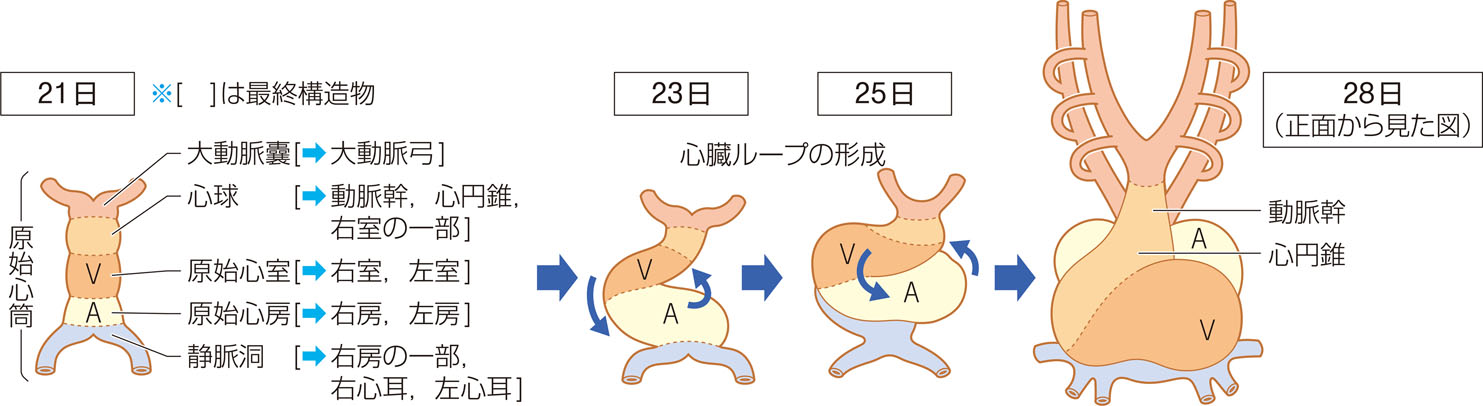 21日
※[　]は最終構造物
大動脈嚢[➡大動脈弓]
心球　[➡動脈幹，心円錐，
右室の一部]
原始心室[➡右室，左室]
原始心房[➡右房，左房]
静脈洞　[➡右房の一部，
右心耳，左心耳]
原始心筒
V
A
23日
25日
心臓ループの形成
V
A
V
A
28日
（正面から見た図）
動脈幹
心円錐
A
V